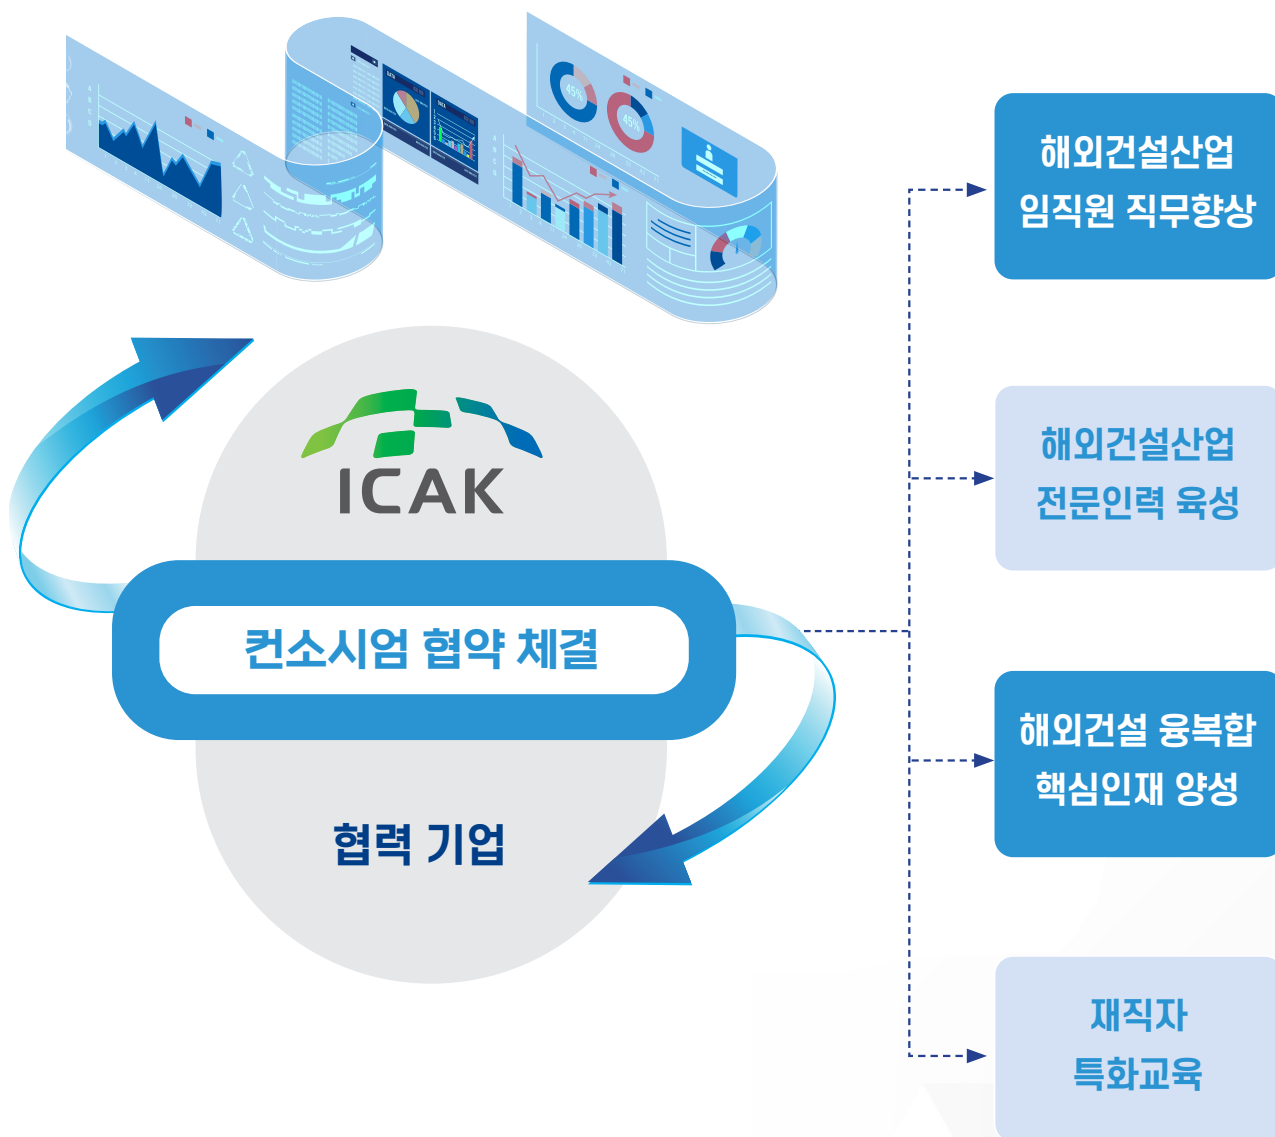 45%
45%
ICAK
컨소시엄 협약 체결
협력 기업
해외건설산업
임직원 직무향상
해외건설산업
전문인력 육성
해외건설 융복합
핵심인재 양성
재직자
특화교육